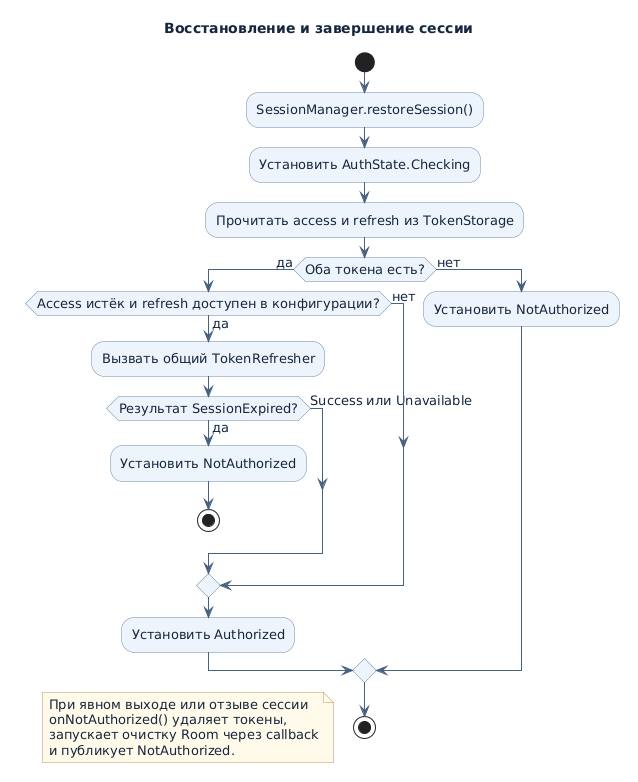 Восстановление и завершение сессии
SessionManager.restoreSession()
Установить AuthState.Checking
Прочитать access и refresh из TokenStorage
да
Оба токена есть?
нет
Access истёк и refresh доступен в конфигурации?
нет
Установить NotAuthorized
да
Вызвать общий TokenRefresher
Результат SessionExpired?
Success или Unavailable
да
Установить NotAuthorized
Установить Authorized
При явном выходе или отзыве сессии
onNotAuthorized() удаляет токены,
запускает очистку Room через callback
и публикует NotAuthorized.